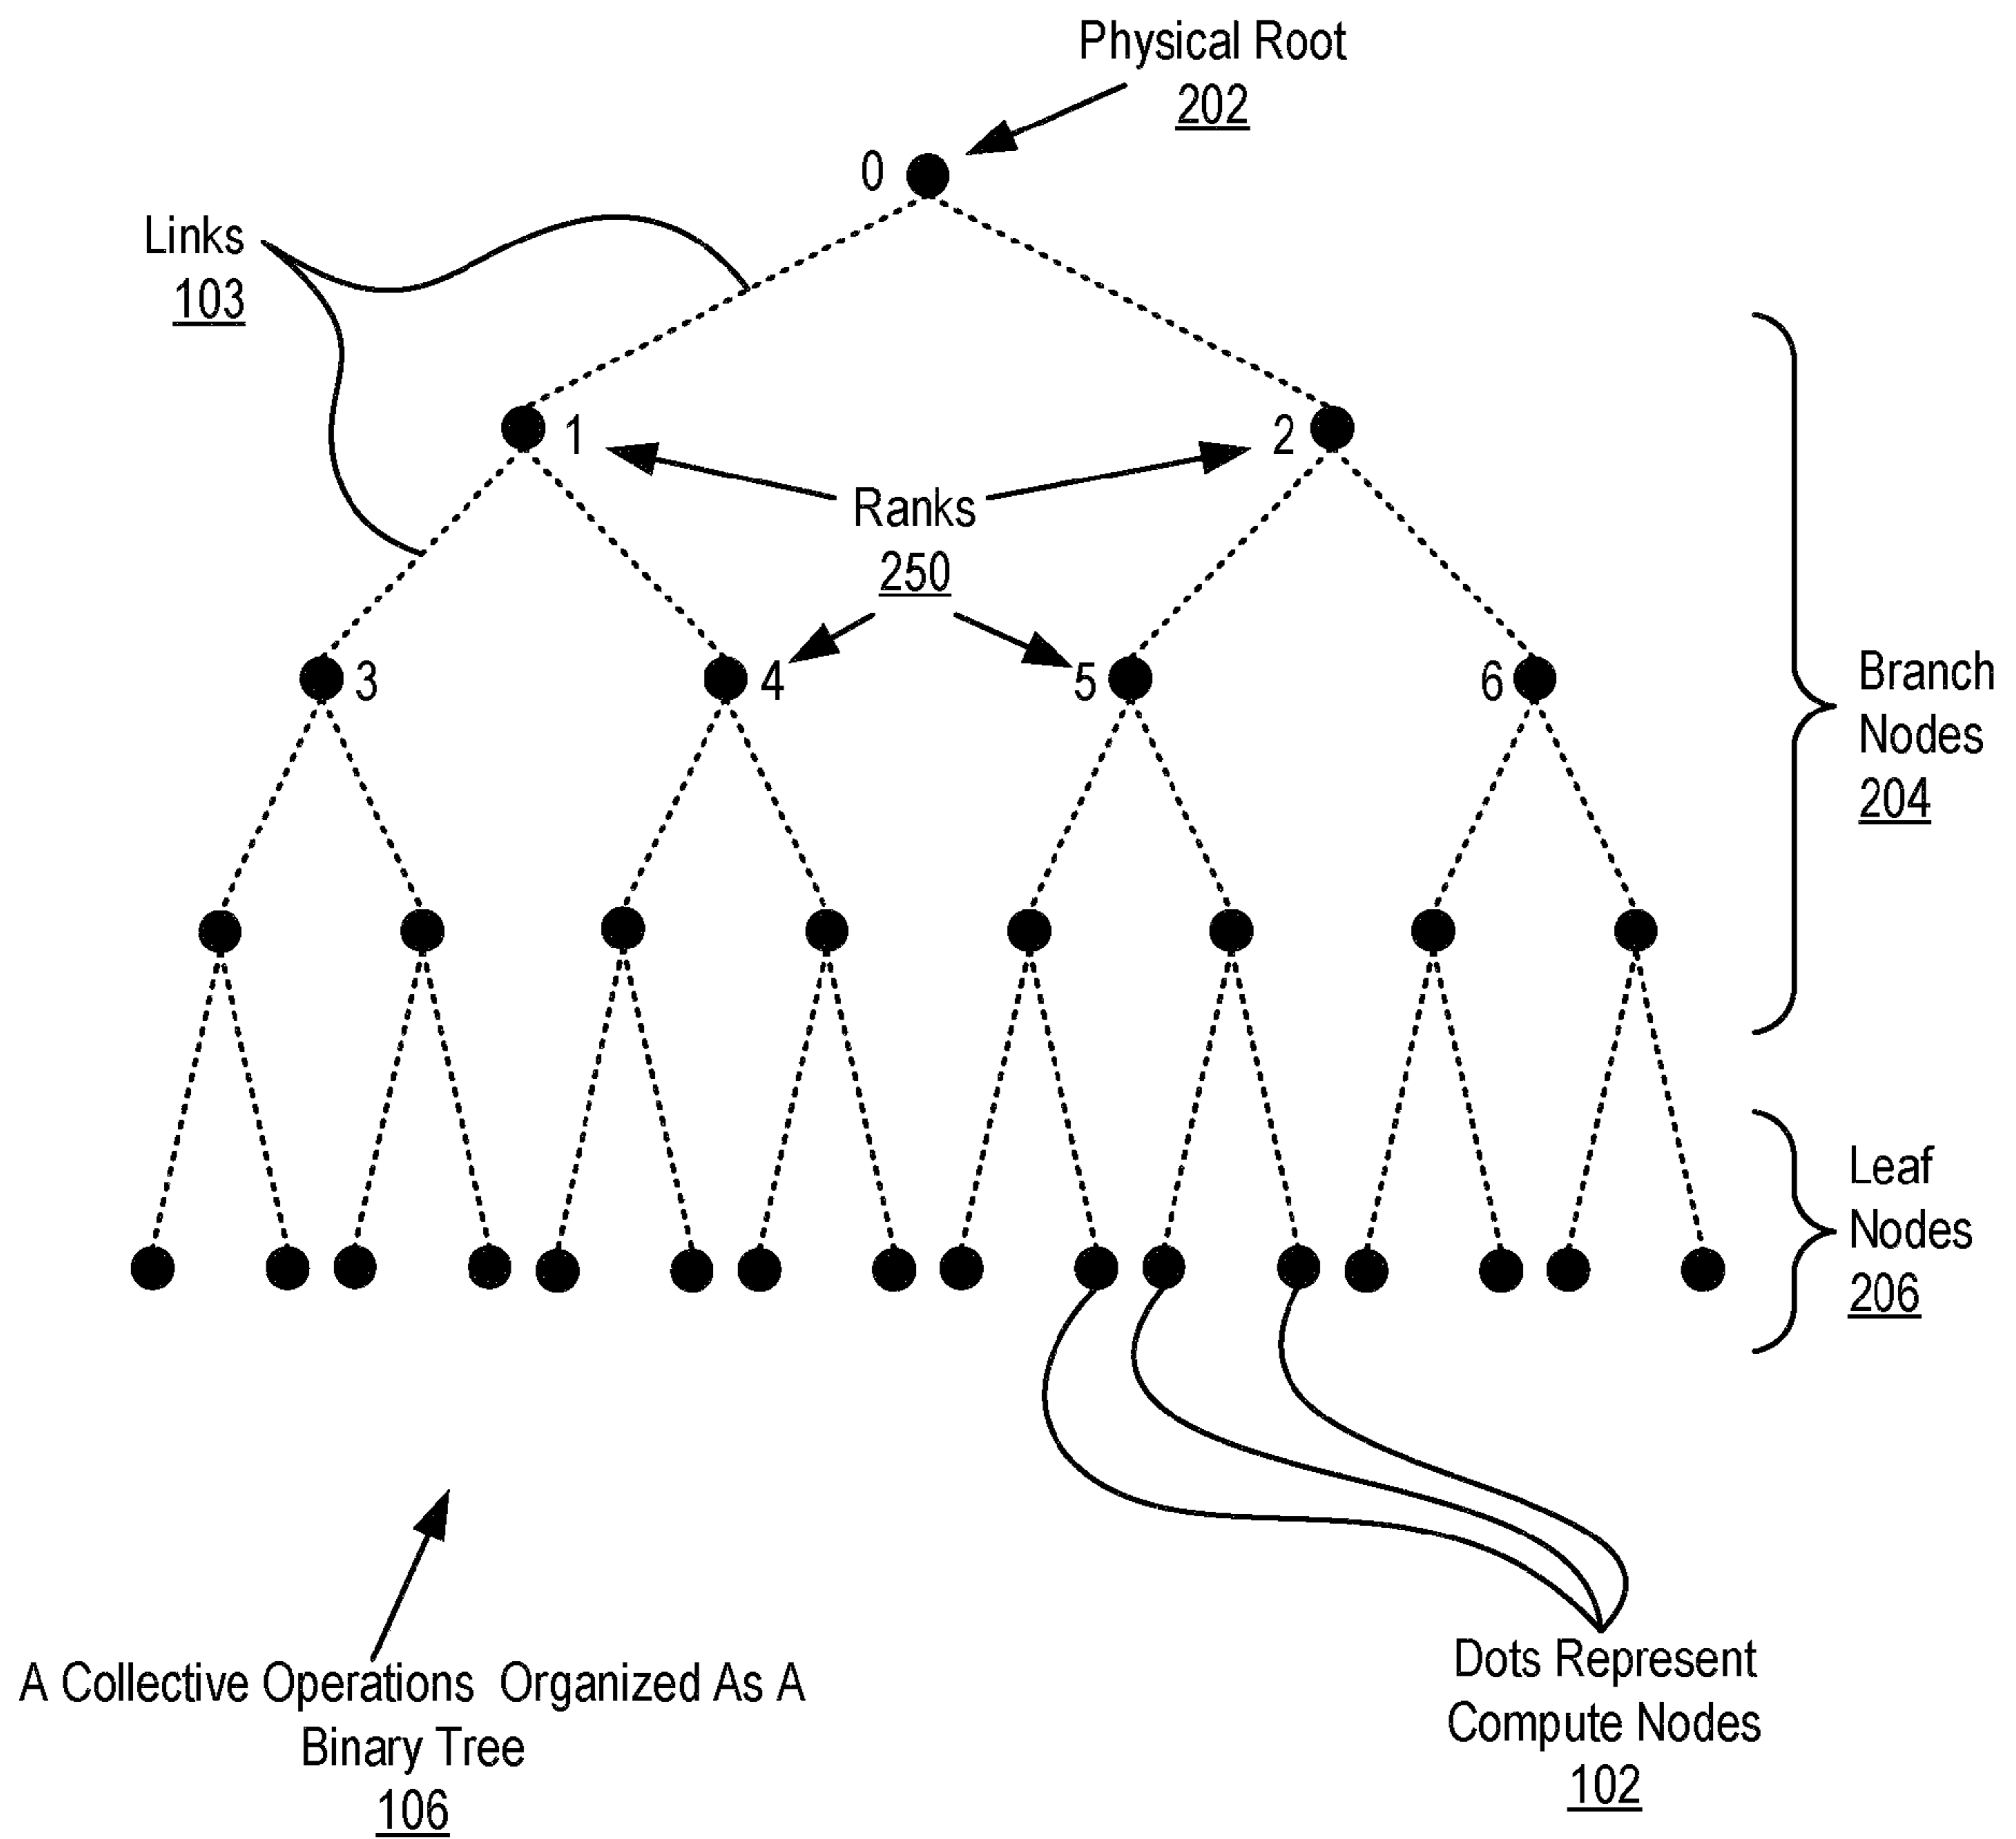 Physical Root
202
0
Links
103
1
2
Ranks
250
3
4
5
6
Branch
Nodes
204
Leaf
Nodes
206
A Collective Operations Organized As A
Binary Tree
106
Dots Represent
Compute Nodes
102